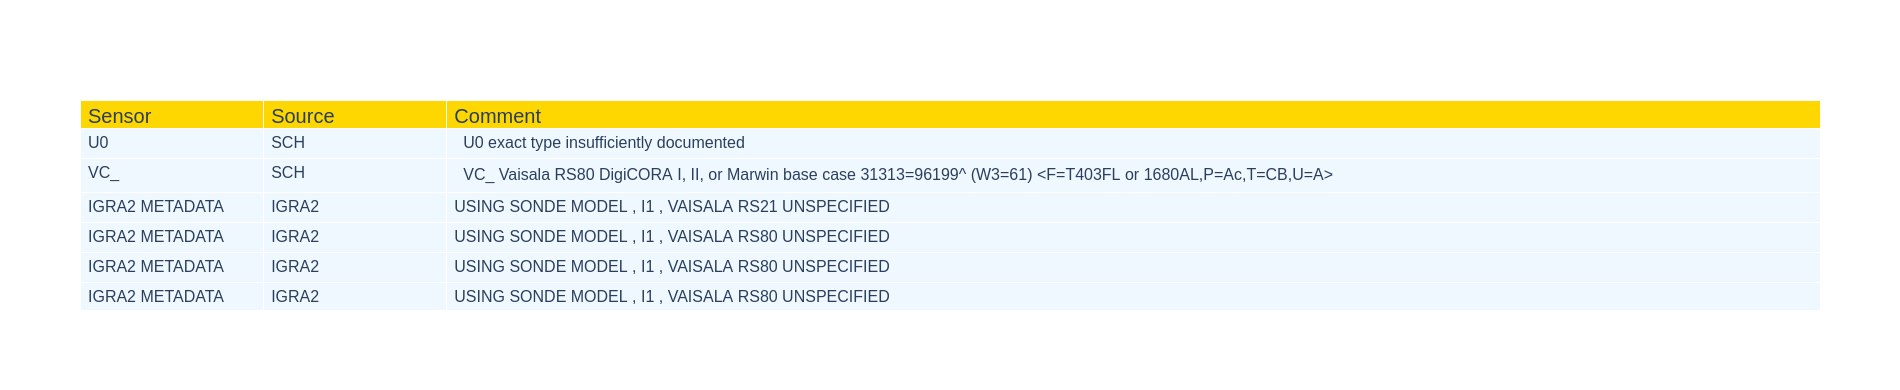 Sensor Source Comment
U0 SCH U0 exact type insufficiently documented
VC_ SCH VC_ Vaisala RS80 DigiCORA I, II, or Marwin base case 31313=96199^ (W3=61) <F=T403FL or 1680AL,P=Ac,T=CB,U=A>
IGRA2 METADATA IGRA2 USING SONDE MODEL , I1 , VAISALA RS21 UNSPECIFIED
IGRA2 METADATA IGRA2 USING SONDE MODEL , I1 , VAISALA RS80 UNSPECIFIED
IGRA2 METADATA IGRA2 USING SONDE MODEL , I1 , VAISALA RS80 UNSPECIFIED
IGRA2 METADATA IGRA2 USING SONDE MODEL , I1 , VAISALA RS80 UNSPECIFIED